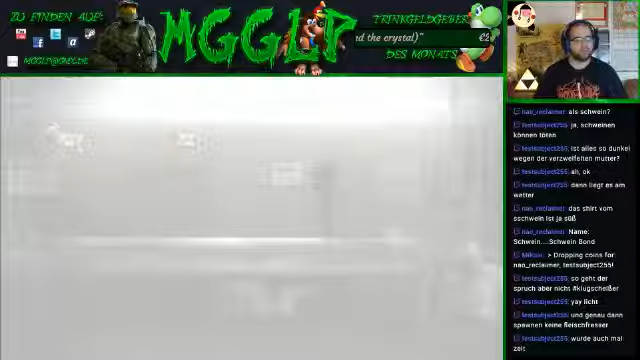 ZU FINDEN AUF:
MGGLP@GMX.DE
MGGLP
TRINKGELDGEBER
nd the crystal)" €2
DES MONATS
nao_reclaimer: als schwein?
testsubject255: ja, schweinen
können töten
testsubject255: ist alles so dunkel
wegen der verzweifelten mutter?
testsubject255: ah, ok
testsubject255: dann liegt es am
wetter
nao_reclaimer: das shirt vom
sschwein ist ja süß
nao_reclaimer: Name:
Schwein....Schwein Bond
> Dropping coins for
nao_reclaimer, testsubject255!
testsubject255: so geht der
spruch aber nicht #klugscheißer
testsubject255: yay licht
testsubject255: und genau dann
spawnen keine fleischfresser
testsubject255: wurde auch mal
zeit